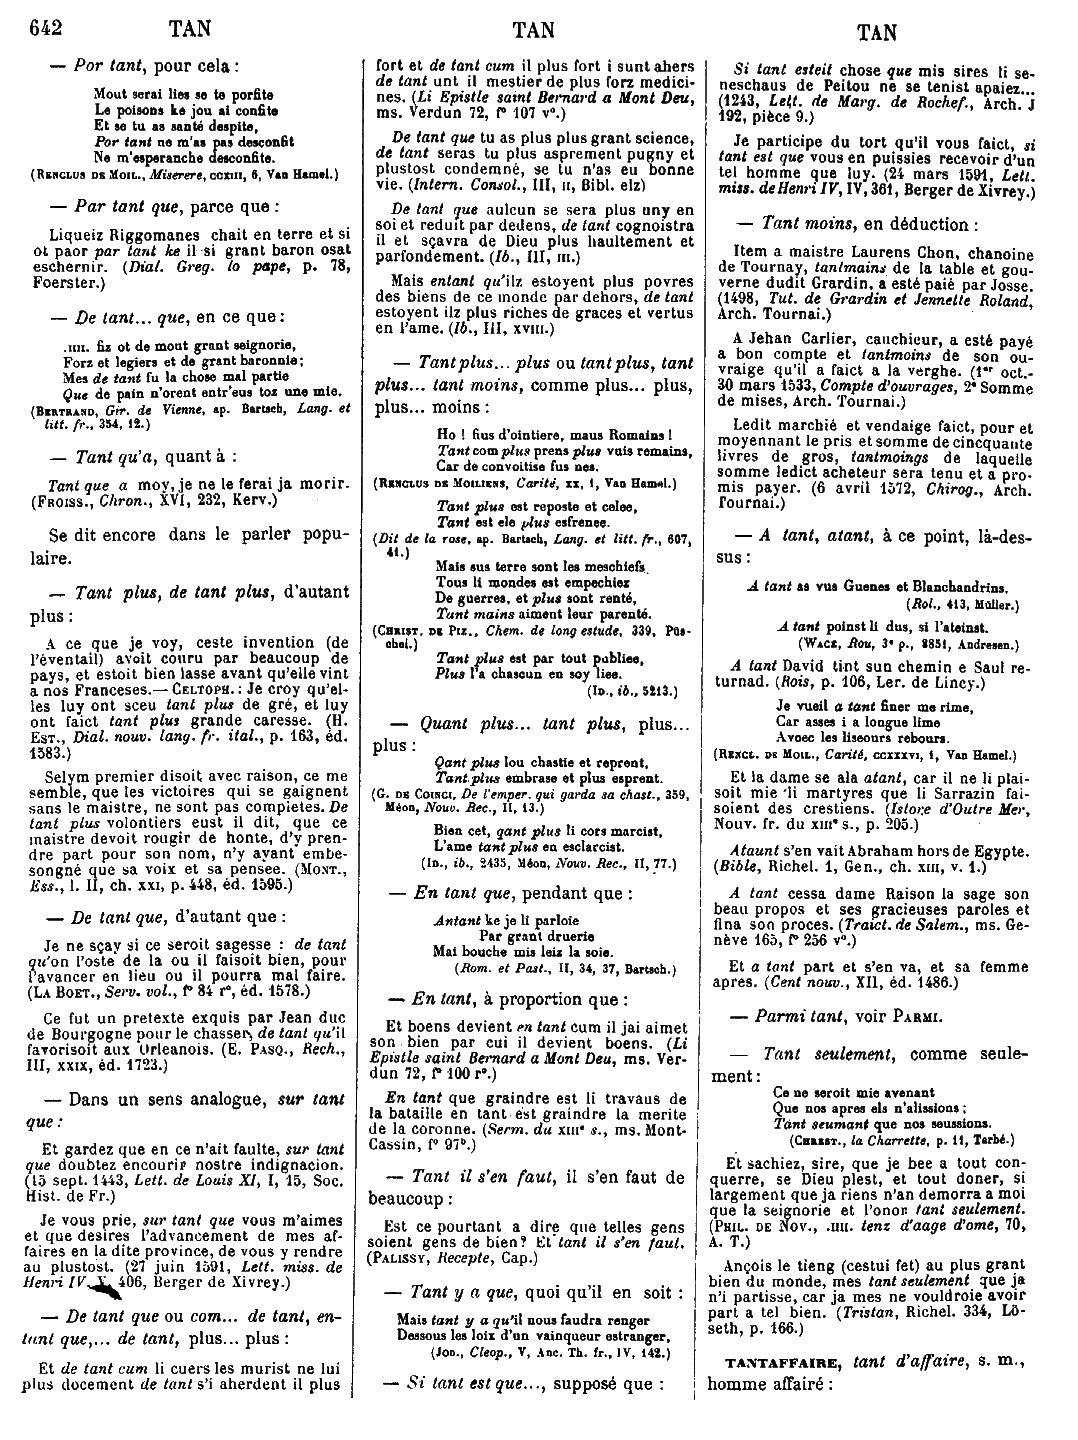 642 TAN TAN TAN
— Por tant, pour cela :
Mout serai lies se te porfite
Le poisons ke jou ai confite
Et se tu as santé despite,
Por tant ne m'as pas desconfit
Ne m'esperanche desconfite.
(RENCLUS DE MOIL., Miserere, CCXIII, 6, Van Hamel.)
— Par tant que, parce que :
Liqueiz Riggomanes chait en terre et si
ot paor par tant ke il si grant baron osat
eschernir. (Dial. Greg. lo pape, p. 78,
Foerster.)
— De tant... que, en ce que :
.IIII. fiz ot de mout grant seignorie,
Forz et legiers et de grant baronnie;
Mes de tant fu la chose mal partie
Que de pain n'orent entr'eus toz une mie.
(BERTRAND, Gir. de Vienne, ap. Bartsch, Lang. et
litt. fr., 354, 12.)
— Tant qu'a, quant à :
Tant que a moy, je ne le ferai ja morir.
(FROISS., Chron., XVI, 232, Kerv.)
Se dit encore dans le parler popu-
laire.
— Tant plus, de tant plus, d'autant
plus :
A ce que je voy, ceste invention (de
l'éventail) avoit couru par beaucoup de
pays, et estoit bien lasse avant qu'elle vint
a nos Franceses.— CELTOPH. : Je croy qu'el-
les luy ont sceu tant plus de gré, et luy
ont faict tant plus grande caresse. (H.
EST., Dial. nouv. lang. fr. ital., p. 163, éd.
1583.)
Selym premier disoit avec raison, ce me
semble, que les victoires qui se gaignent
sans le maistre, ne sont pas completes. De
tant plus volontiers eust il dit, que ce
maistre devoit rougir de honte, d'y pren-
dre part pour son nom, n'y ayant embe-
songné que sa voix et sa pensee. (MONT.,
Ess., l. II, ch. XXI, p. 448, éd. 1595.)
— De tant que, d'autant que :
Je ne sçay si ce seroit sagesse : de tant
qu'on l'oste de la ou il faisoit bien, pour
l'avancer en lieu ou il pourra mal faire.
(LA BOET., Serv. vol., fº 84 rº, éd. 1578.)
Ce fut un pretexte exquis par Jean duc
de Bourgogne pour le chasser, de tant qu'il
favorisoit aux Orleanois. (E. PASQ., Rech.,
III, XXIX, éd. 1723.)
— Dans un sens analogue, sur tant
que :
Et gardez que en ce n'ait faulte, sur tant
que doubtez encourir nostre indignacion.
(15 sept. 1443, Lett. de Louis XI, I, 15, Soc.
Hist. de Fr.)
Je vous prie, sur tant que vous m'aimes
et que desires l'advancement de mes af-
faires en la dite province, de vous y rendre
au plustost. (27 juin 1591, Lett. miss. de
Henri IV, 406, Berger de Xivrey.)
— De tant que ou com... de tant, en-
tant que,... de tant, plus... plus :
Et de tant cum li cuers les murist ne lui
plus docement de tant s'i aherdent il plus
fort et de tant cum il plus fort i sunt ahers
de tant unt il mestier de plus forz medici-
nes. (Li Epistle saint Bernard a Mont Deu,
ms. Verdun 72, fº 107 vº.)
De tant que tu as plus plus grant science,
de tant seras tu plus asprement pugny et
plustost condemné, se tu n'as eu bonne
vie. (Intern. Consol., III, II, Bibl. elz)
De tant que aulcun se sera plus uny en
soi et reduit par dedens, de tant cognoistra
il et sçavra de Dieu plus haultement et
parfondement. (Ib., III, III.)
Mais entant qu'ilz estoyent plus povres
des biens de ce monde par dehors, de tant
estoyent ilz plus riches de graces et vertus
en l'ame. (Ib., III, XVIII.)
— Tant plus... plus ou tant plus, tant
plus... tant moins, comme plus... plus,
plus... moins :
Ho ! fius d'ointiere, maus Romains !
Tant com plus prens plus vuis remains,
Car de convoitise fus nes.
(RENCLUS DE MOILIENS, Carité, XX, 1, Van Hamel.)
Tant plus est reposte et celee,
Tant est ele plus esfrenee.
(Dit de la rose, ap. Bartsch, Lang. et litt. fr., 607,
41.)
Mais sus terre sont les meschiefs
Tous li mondes est empechiez
De guerres, et plus sont renté,
Tant mains aiment leur parenté.
(CHRIST. DE PIZ., Chem. de long estude, 339, Püs-
chel.)
Tant plus est par tout publiee,
Plus l'a chascun en soy liee.
(ID., ib., 5213.)
— Quant plus... tant plus, plus...
plus :
Qant plus lou chastie et reprent,
Tant plus embrase et plus esprent.
(G. DE COINCI, De l'emper. qui garda sa chast., 359,
Méon, Nouv. Rec., II, 13.)
Bien cet, qant plus li cors marcist,
L'ame tant plus en esclarcist.
(ID., ib., 2435, Méon, Nouv. Rec., II, 77.)
— En tant que, pendant que :
Antant ke je li parloie
Par grant druerie
Mai bouche mis leiz la soie.
(Rom. et Past., II, 34, 37, Bartsch.)
— En tant, à proportion que :
Et boens devient en tant cum il jai aimet
son bien par cui il devient boens. (Li
Epistle saint Bernard a Mont Deu, ms. Ver-
dun 72, fº 100 rº.)
En tant que graindre est li travaus de
la bataille en tant est graindre la merite
de la coronne. (Serm. du XIIIe s., ms. Mont-
Cassin, fº 97b.)
— Tant il s'en faut, il s'en faut de
beaucoup :
Est ce pourtant a dire que telles gens
soient gens de bien? Et tant il s'en faut.
(PALISSY, Recepte, Cap.)
— Tant y a que, quoi qu'il en soit :
Mais tant y a qu'il nous faudra renger
Dessous les loix d'un vainqueur estranger,
(JOD., Cleop., V, Anc. Th. fr., IV, 142.)
— Si tant est que..., supposé que :
Si tant esteit chose que mis sires li se-
neschaus de Peitou ne se tenist apaiez...
(1243, Lett. de Marg. de Rochef., Arch. J
192, pièce 9.)
Je participe du tort qu'il vous faict, si
tant est que vous en puissies recevoir d'un
tel homme que luy. (24 mars 1591, Lett.
miss. de Henri IV, IV, 361, Berger de Xivrey.)
— Tant moins, en déduction :
Item a maistre Laurens Chon, chanoine
de Tournay, tantmains de la table et gou-
verne dudit Grardin, a esté paié par Josse.
(1498, Tut. de Grardin et Jennette Roland,
Arch. Tournai.)
A Jehan Carlier, cauchieur, a esté payé
a bon compte et tantmoins de son ou-
vraige qu'il a faict a la verghe. (1er oct.-
30 mars 1533, Compte d'ouvrages, 2e Somme
de mises, Arch. Tournai.)
Ledit marchié et vendaige faict, pour et
moyennant le pris et somme de cincquante
livres de gros, tantmoings de laquelle
somme ledict acheteur sera tenu et a pro-
mis payer. (6 avril 1572, Chirog., Arch.
Tournai.)
— A tant, atant, à ce point, là-des-
sus :
A tant as vus Guenes et Blanchandrins.
(Rol., 413, Müller.)
A tant poinst li dus, si l'ateinst.
(WACE, Rou, 3e p., 8851, Andresen.)
A tant David tint sun chemin e Saul re-
turnad. (Rois, p. 106, Ler. de Lincy.)
Je vueil a tant finer me rime,
Car asses i a longue lime
Avoec les liseours rebours.
(RENCL. DE MOIL., Carité, CCXXXVI, 1, Van Hamel.)
Et la dame se ala atant, car il ne li plai-
soit mie li martyres que li Sarrazin fai-
soient des crestiens. (Istore d'Outre Mer,
Nouv. fr. du XIIIe s., p. 205.)
Ataunt s'en vait Abraham hors de Egypte.
(Bible, Richel. 1, Gen., ch. XIII, v. 1.)
A tant cessa dame Raison la sage son
beau propos et ses gracieuses paroles et
fina son proces. (Traict. de Salem., ms. Ge-
nève 165, fº 256 vº.)
Et a tant part et s'en va, et sa femme
apres. (Cent nouv., XII, éd. 1486.)
— Parmi tant, voir PARMI.
— Tant seulement, comme seule-
ment :
Ce ne seroit mie avenant
Que nos apres els n'alissions ;
Tant seumant que nos seussions.
(CHREST., la Charrette, p. 11, Tarbé.)
Et sachiez, sire, que je bee a tout con-
querre, se Dieu plest, et tout doner, si
largement que ja riens n'an demorra a moi
que la seignorie et l'onor tant seulement.
(PHIL. DE NOV., .IIII. tenz d'aage d'ome, 70,
A. T.)
Ançois le tieng (cestui fet) au plus grant
bien du monde, mes tant seulement que ja
n'i partisse, car ja mes ne vouldroie avoir
part a tel bien. (Tristan, Richel. 334, Lö-
seth, p. 166.)
TANTAFFAIRE, tant d'affaire, s. m.,
homme affairé :